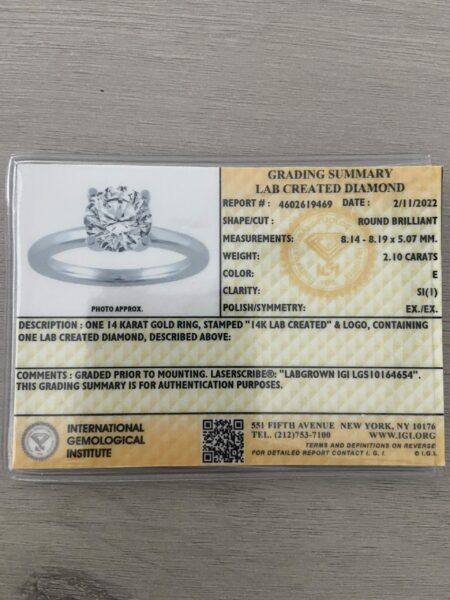 GRADING SUMMARY
LAB CREATED DIAMOND
REPORT # : 4602619469 DATE : 2/11/2022
SHAPE/CUT : ROUND BRILLIANT
MEASUREMENTS: 8.14 - 8.19 x 5.07 MM.
WEIGHT: 2.10 CARATS
COLOR: E
CLARITY: SI(1)
POLISH/SYMMETRY: EX./EX.
PHOTO APPROX.
DESCRIPTION : ONE 14 KARAT GOLD RING, STAMPED "14K LAB CREATED" & LOGO, CONTAINING
ONE LAB CREATED DIAMOND, DESCRIBED ABOVE:
COMMENTS : GRADED PRIOR TO MOUNTING. LASERSCRIBE®: "LABGROWN IGI LG510164654".
THIS GRADING SUMMARY IS FOR AUTHENTICATION PURPOSES.
INTERNATIONAL
GEMOLOGICAL
INSTITUTE
551 FIFTH AVENUE NEW YORK, NY 10176
TEL. (212)753-7100 WWW.IGI.ORG
TERMS AND DEFINITIONS ON REVERSE
FOR DETAILED REPORT CONTACT I. G. I. © I.G.I.